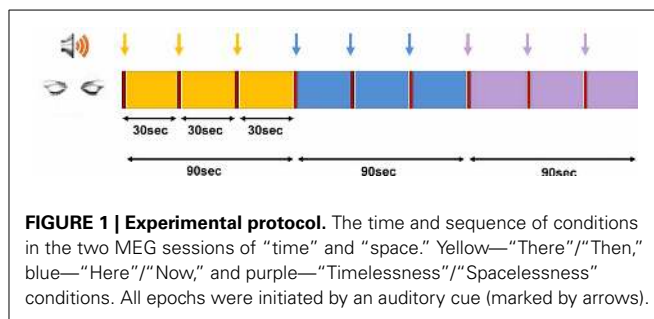 30sec 30sec 30sec
90sec 90sec 90sec
FIGURE 1 | Experimental protocol. The time and sequence of conditions
in the two MEG sessions of “time” and “space.” Yellow—“There”/“Then,”
blue—“Here”/“Now,” and purple—“Timelessness”/“Spacelessness”
conditions. All epochs were initiated by an auditory cue (marked by arrows).